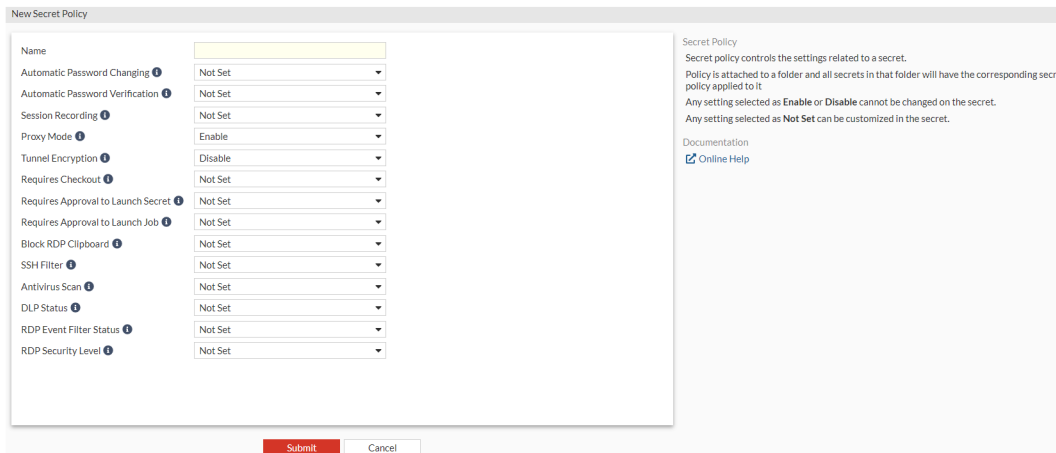 New Secret Policy
Name
Automatic Password Changing Not Set
Automatic Password Verification Not Set
Session Recording Not Set
Proxy Mode Enable
Tunnel Encryption Disable
Requires Checkout Not Set
Requires Approval to Launch Secret Not Set
Requires Approval to Launch Job Not Set
Block RDP Clipboard Not Set
SSH Filter Not Set
Antivirus Scan Not Set
DLP Status Not Set
RDP Event Filter Status Not Set
RDP Security Level Not Set
Submit Cancel
Secret Policy
Secret policy controls the settings related to a secret.
Policy is attached to a folder and all secrets in that folder will have the corresponding secr
policy applied to it
Any setting selected as Enable or Disable cannot be changed on the secret.
Any setting selected as Not Set can be customized in the secret.
Documentation
Online Help